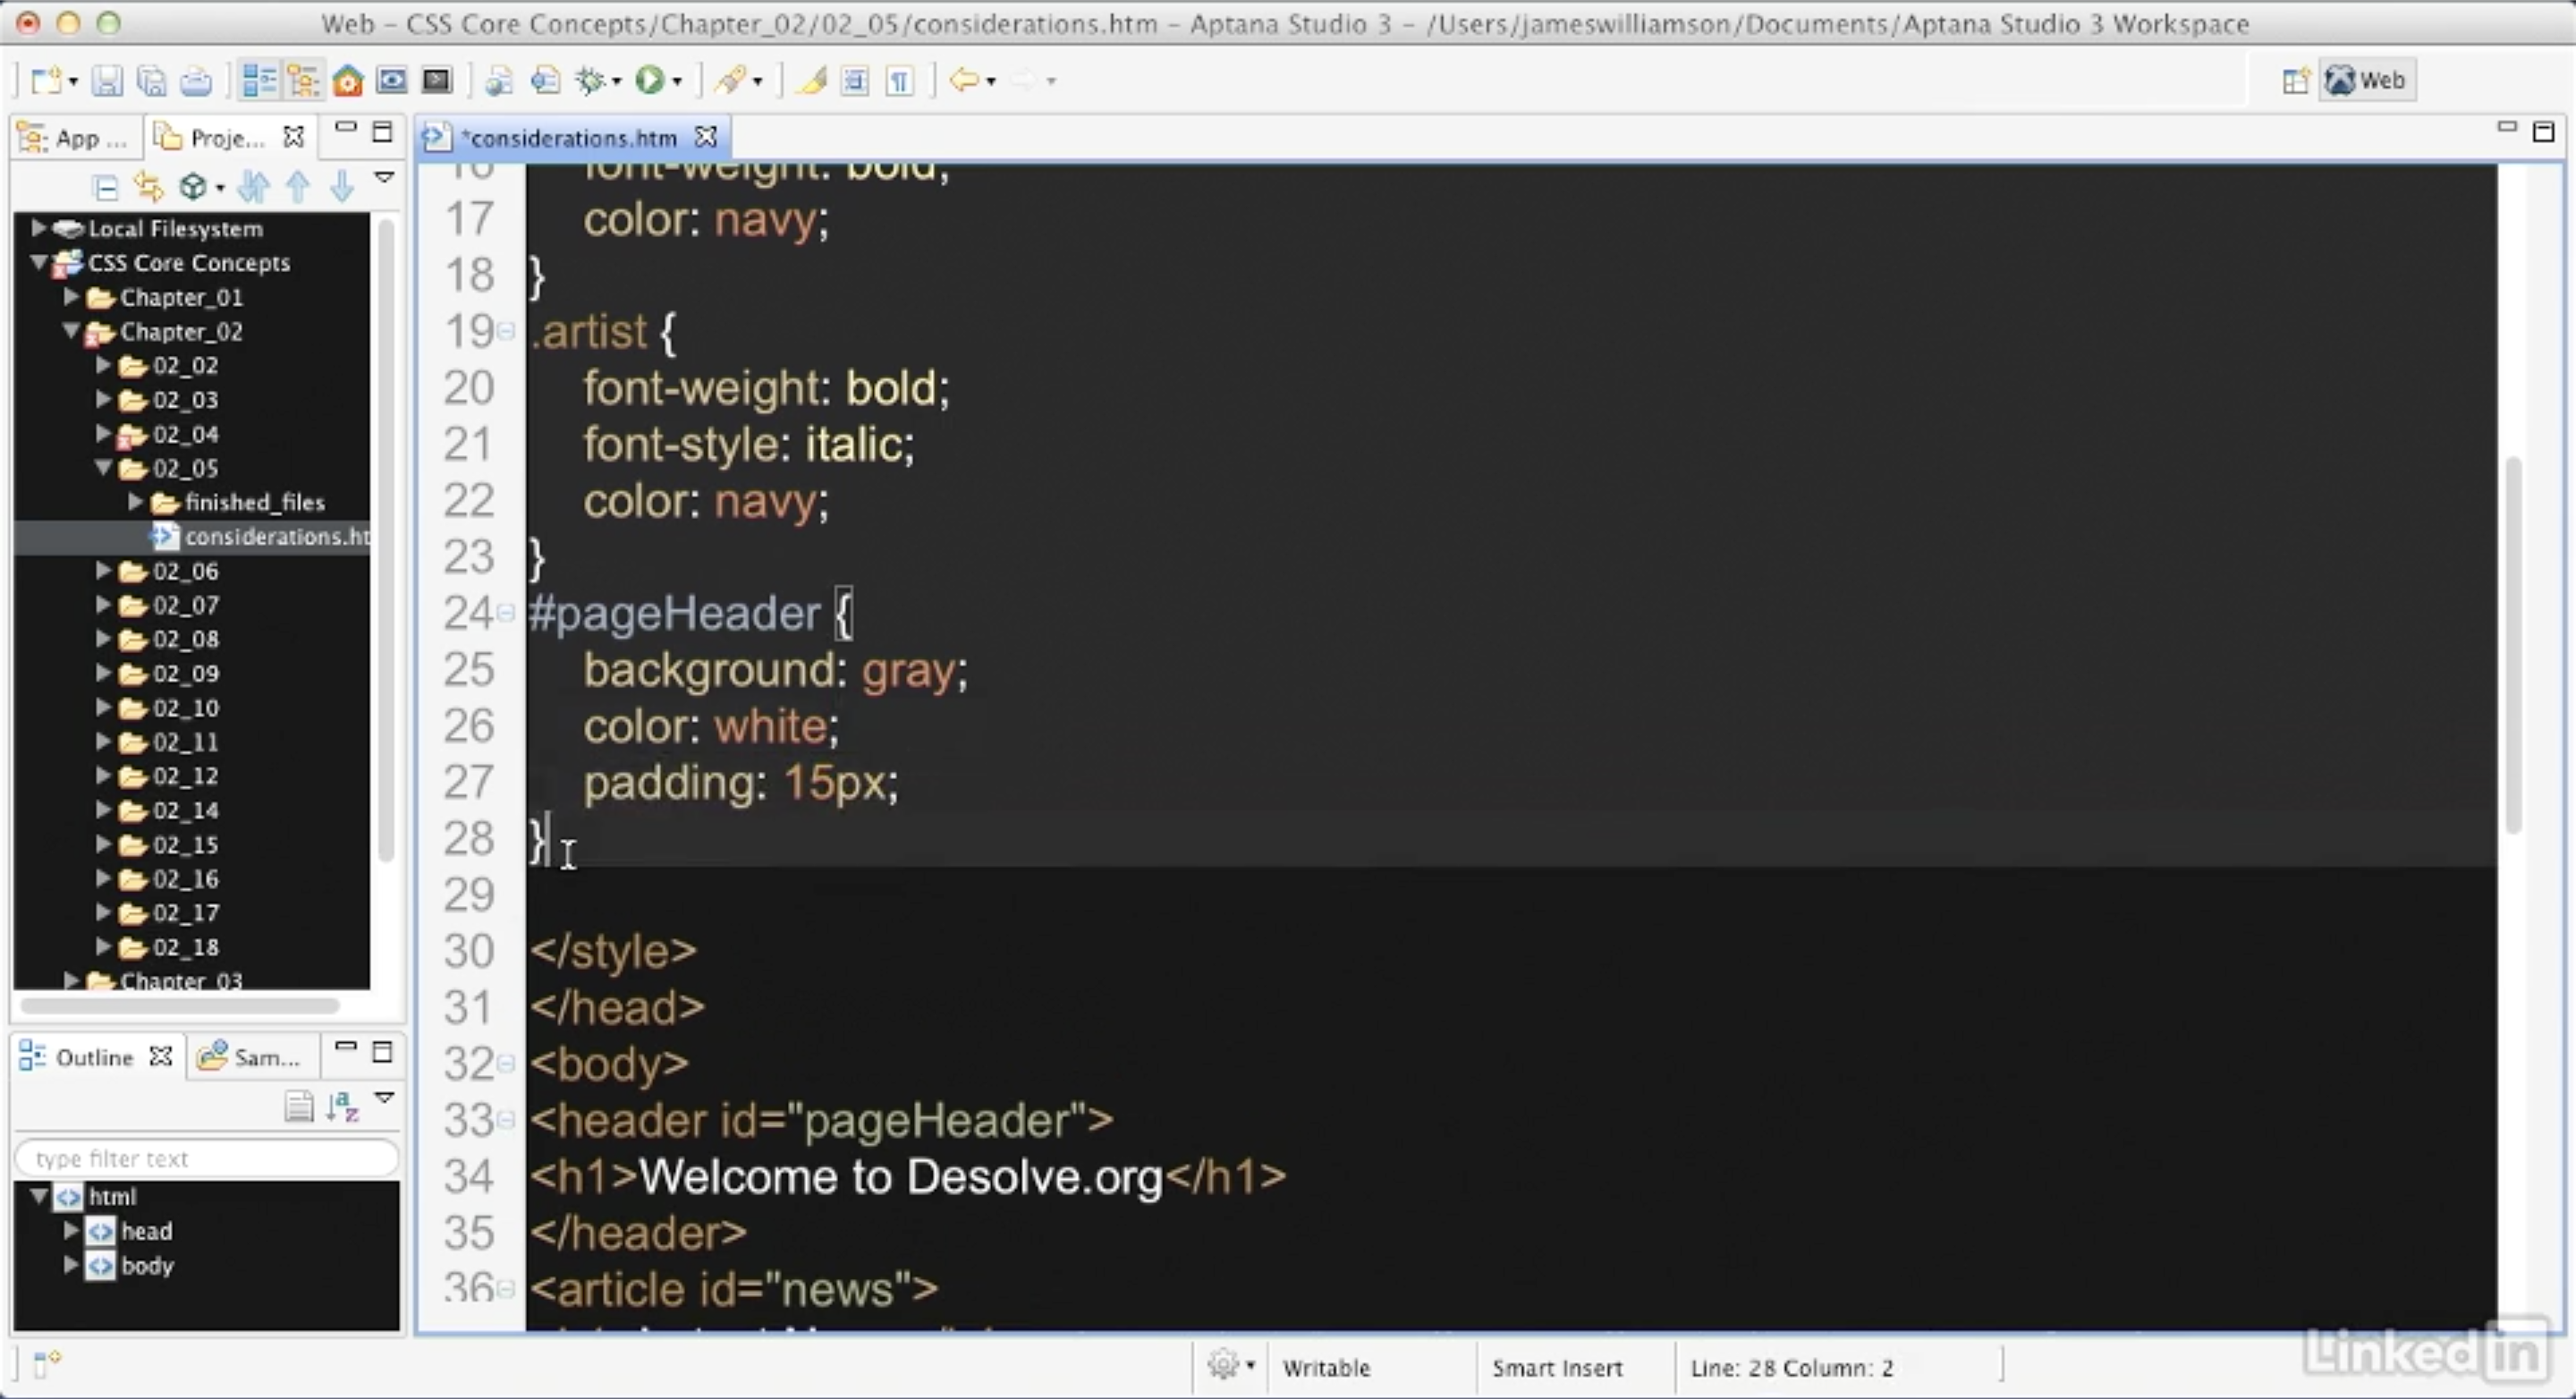 Web – CSS Core Concepts/Chapter_02/02_05/considerations.htm – Aptana Studio 3 – /Users/jameswilliamson/Documents/Aptana Studio 3 Workspace
Web
App ...
Proje...
*considerations.htm
Local Filesystem
CSS Core Concepts
Chapter_01
Chapter_02
02_02
02_03
02_04
02_05
finished_files
considerations.ht
02_06
02_07
02_08
02_09
02_10
02_11
02_12
02_14
02_15
02_16
02_17
02_18
Chapter_03
Outline
Sam...
type filter text
html
head
body
16 font-weight: bold;
17 color: navy;
18 }
19 .artist {
20 font-weight: bold;
21 font-style: italic;
22 color: navy;
23 }
24 #pageHeader {
25 background: gray;
26 color: white;
27 padding: 15px;
28 }
29
30 </style>
31 </head>
32 <body>
33 <header id="pageHeader">
34 <h1>Welcome to Desolve.org</h1>
35 </header>
36 <article id="news">
Writable
Smart Insert
Line: 28 Column: 2
Linked in